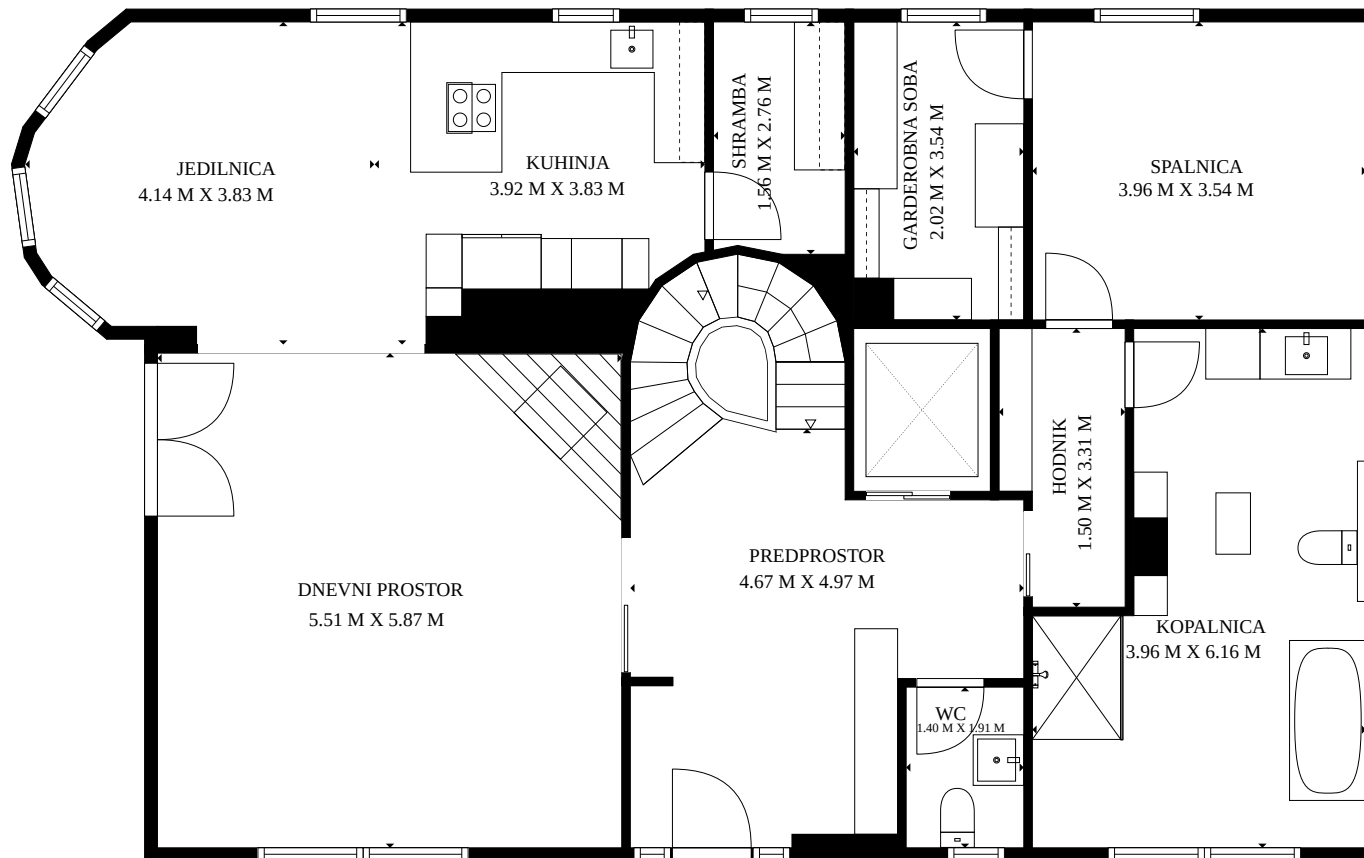 JEDILNICA
4.14 M X 3.83 M
KUHINJA
3.92 M X 3.83 M
SHRAMBA
1.56 M X 2.76 M
GARDEROBNA SOBA
2.02 M X 3.54 M
SPALNICA
3.96 M X 3.54 M
HODNIK
1.50 M X 3.31 M
DNEVNI PROSTOR
5.51 M X 5.87 M
PREDPROSTOR
4.67 M X 4.97 M
KOPALNICA
3.96 M X 6.16 M
WC
1.40 M X 1.91 M